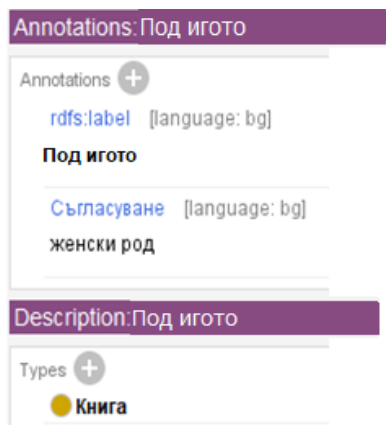 Annotations: Под игото
Annotations
rdfs:label [language: bg]
Под игото
Съгласуване [language: bg]
женски род
Description: Под игото
Types
Книга